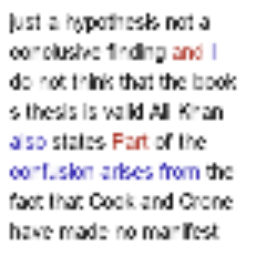 just a hypothesis not a
conclusive finding and I
do not think that the book
s thesis is valid Ali Khan
also states Part of the
confusion arises from the
fact that Cook and Crone
have made no manifest